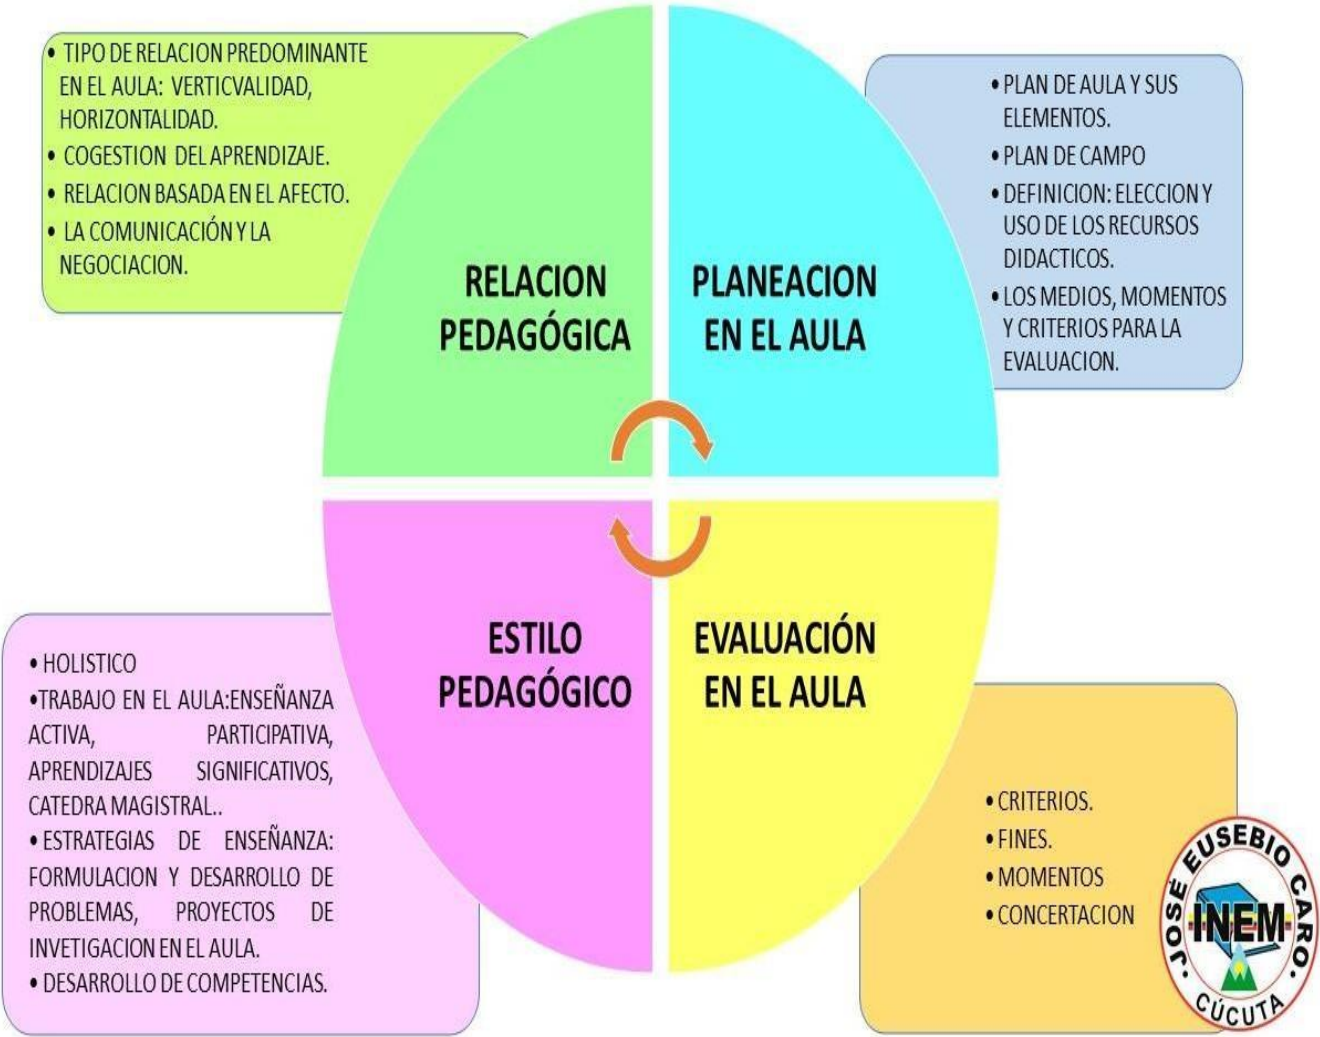 • TIPO DE RELACION PREDOMINANTE
EN EL AULA: VERTICVALIDAD,
HORIZONTALIDAD.
• COGESTION DEL APRENDIZAJE.
• RELACION BASADA EN EL AFECTO.
• LA COMUNICACIÓN Y LA
NEGOCIACION.
RELACION
PEDAGÓGICA
PLANEACION
EN EL AULA
• PLAN DE AULA Y SUS
ELEMENTOS.
• PLAN DE CAMPO
• DEFINICION: ELECCION Y
USO DE LOS RECURSOS
DIDACTICOS.
• LOS MEDIOS, MOMENTOS
Y CRITERIOS PARA LA
EVALUACION.
• HOLISTICO
•TRABAJO EN EL AULA:ENSEÑANZA
ACTIVA, PARTICIPATIVA,
APRENDIZAJES SIGNIFICATIVOS,
CATEDRA MAGISTRAL..
• ESTRATEGIAS DE ENSEÑANZA:
FORMULACION Y DESARROLLO DE
PROBLEMAS, PROYECTOS DE
INVETIGACION EN EL AULA.
• DESARROLLO DE COMPETENCIAS.
ESTILO
PEDAGÓGICO
EVALUACIÓN
EN EL AULA
• CRITERIOS.
• FINES.
• MOMENTOS
• CONCERTACION
JOSÉ EUSEBIO CARO
INEM
CÚCUTA